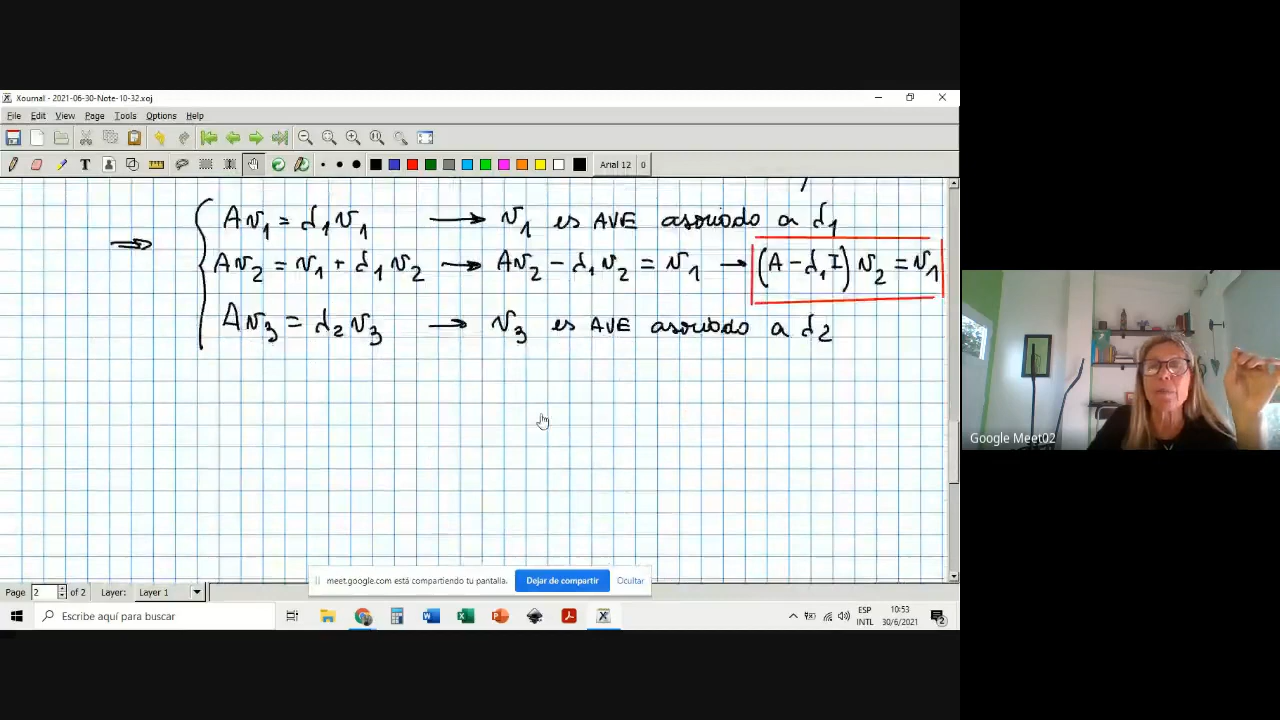 Xournal - 2021-06-30-Note-10-32.xoj
File Edit View Page Tools Options Help
Arial 12 0
Av₁ = λ₁v₁ → v₁ es AVE asociado a λ₁
⇒ { Av₂ = v₁ + λ₁v₂ → Av₂ - λ₁v₂ = v₁ → (A - λ₁I) v₂ = v₁
Av₃ = λ₂v₃ → v₃ es AVE asociado a λ₂
Google Meet02
meet.google.com está compartiendo tu pantalla. Dejar de compartir Ocultar
Page 2 of 2 Layer: Layer 1
Escribe aquí para buscar
ESP 10:53
INTL 30/6/2021 2